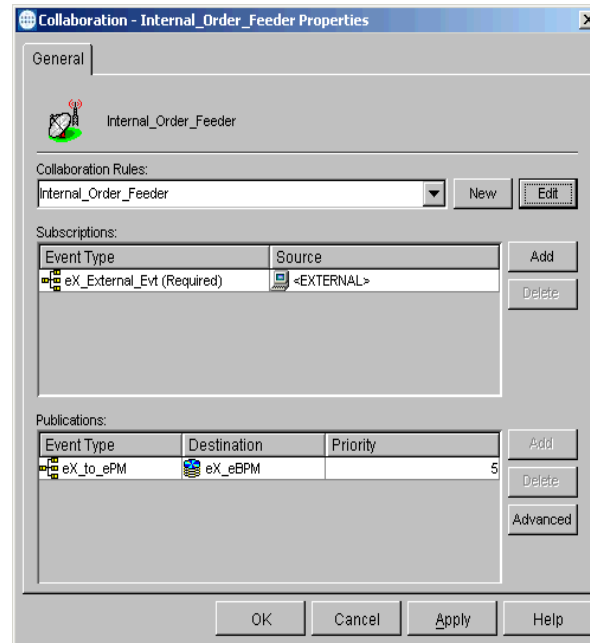 Collaboration - Internal_Order_Feeder Properties
General
Internal_Order_Feeder
Collaboration Rules:
Internal_Order_Feeder New Edit
Subscriptions:
Event Type Source Add
eX_External_Evt (Required) <EXTERNAL>
Delete
Publications:
Event Type Destination Priority Add
eX_to_ePM eX_eBPM 5
Delete
Advanced
OK Cancel Apply Help